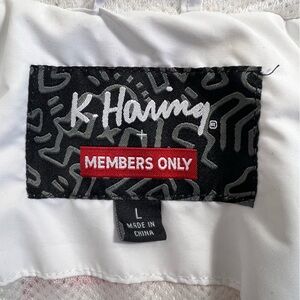 K. Haring®
+
MEMBERS ONLY
L
MADE IN
CHINA